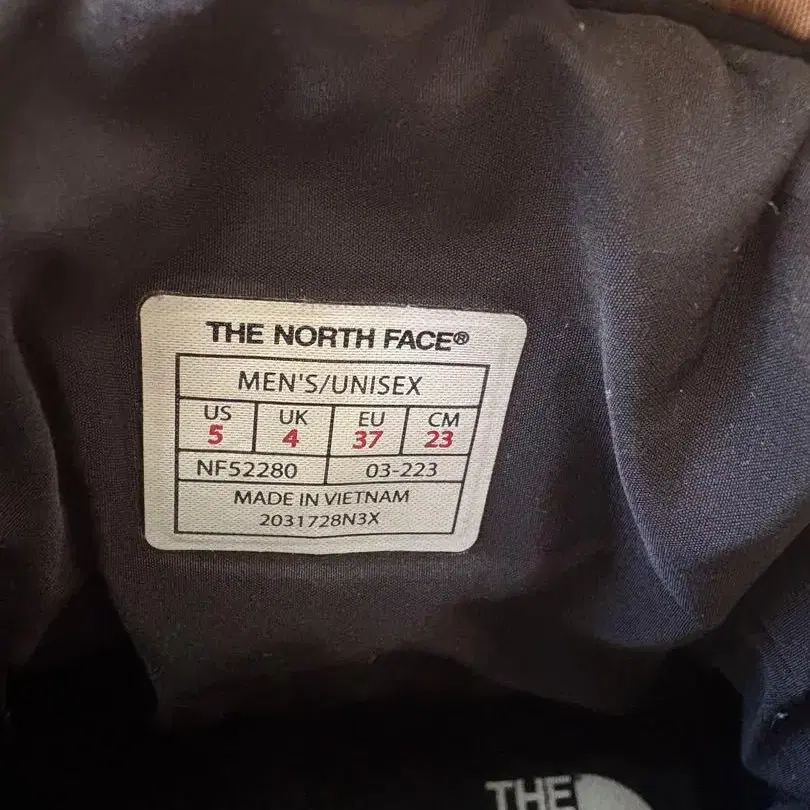 THE NORTH FACE®
MEN'S/UNISEX
US UK EU CM
5 4 37 23
NF52280 03-223
MADE IN VIETNAM
2031728N3X
THE